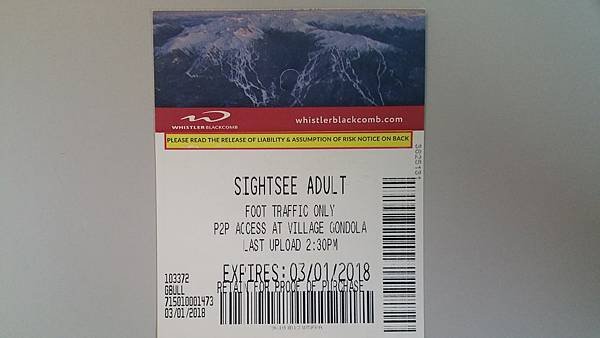 WHISTLERBLACKCOMB
whistlerblackcomb.com
PLEASE READ THE RELEASE OF LIABILITY & ASSUMPTION OF RISK NOTICE ON BACK
SIGHTSEE ADULT
FOOT TRAFFIC ONLY
P2P ACCESS AT VILLAGE GONDOLA
LAST UPLOAD 2:30PM
EXPIRES:03/01/2018
RETAIN FOR PROOF OF PURCHASE
103372
GBULL
715010001473
03/01/2018